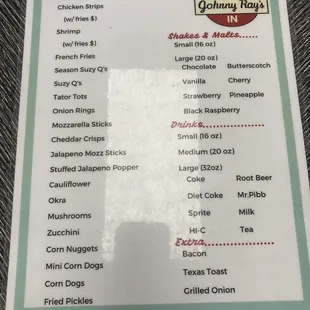 Chicken Strips
(w/ fries $)
Shrimp
(w/ fries $)
French Fries
Season Suzy Q's
Suzy Q's
Tator Tots
Onion Rings
Mozzarella Sticks
Cheddar Crisps
Jalapeno Mozz Sticks
Stuffed Jalapeno Popper
Cauliflower
Okra
Mushrooms
Zucchini
Corn Nuggets
Mini Corn Dogs
Corn Dogs
Fried Pickles
Johnny Ray's
IN
Shakes & Malts
Small (16 oz)
Large (20 oz)
Chocolate Butterscotch
Vanilla Cherry
Strawberry Pineapple
Black Raspberry
Drinks
Small (16 oz)
Medium (20 oz)
Large (32oz)
Coke Root Beer
Diet Coke Mr.Pibb
Sprite Milk
Hi-C Tea
Extra
Bacon
Texas Toast
Grilled Onion